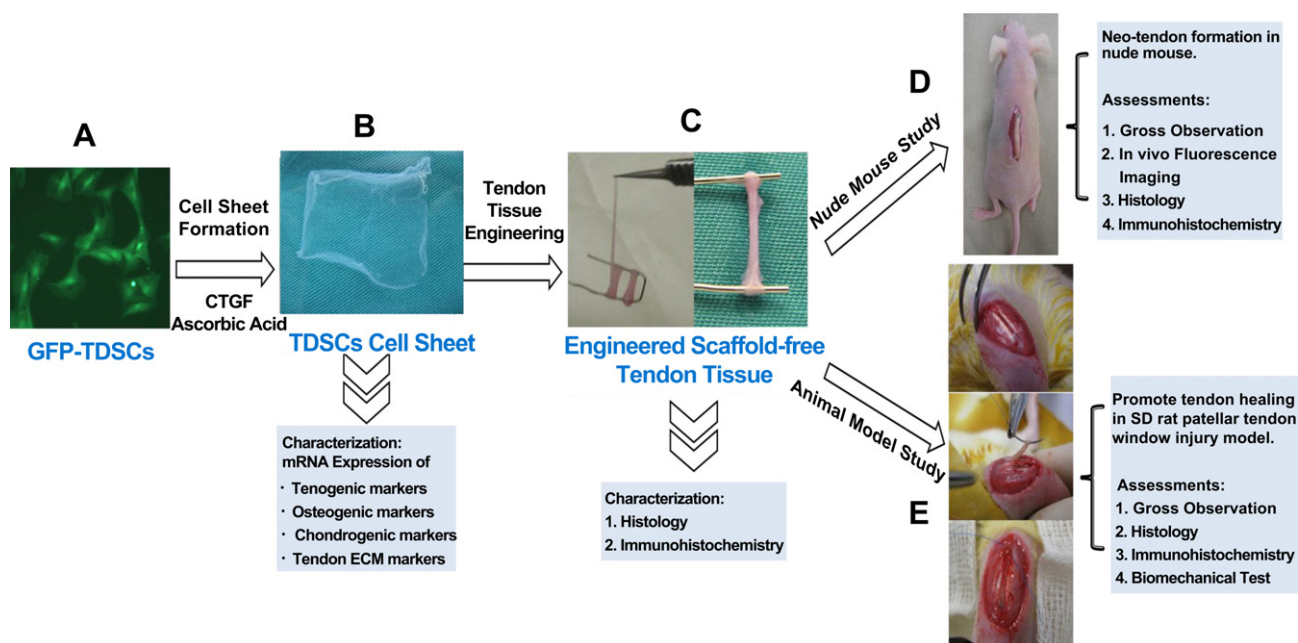 A
GFP-TDSCs
Cell Sheet
Formation
CTGF
Ascorbic Acid
B
TDSCs Cell Sheet
Characterization:
mRNA Expression of
· Tenogenic markers
· Osteogenic markers
· Chondrogenic markers
· Tendon ECM markers
Tendon
Tissue
Engineering
C
Engineered Scaffold-free
Tendon Tissue
Characterization:
1. Histology
2. Immunohistochemistry
Nude Mouse Study
D
Neo-tendon formation in
nude mouse.
Assessments:
1. Gross Observation
2. In vivo Fluorescence
Imaging
3. Histology
4. Immunohistochemistry
Animal Model Study
E
Promote tendon healing
in SD rat patellar tendon
window injury model.
Assessments:
1. Gross Observation
2. Histology
3. Immunohistochemistry
4. Biomechanical Test